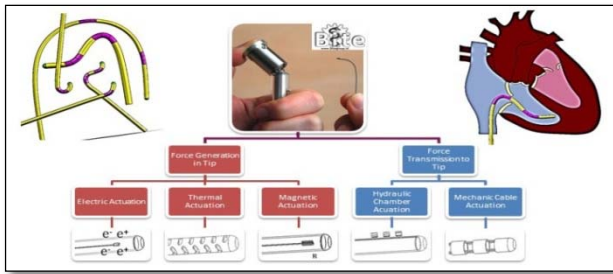 Bite
Force Generation
in Tip
Force
Transmission to
Tip
Electric Actuation
Thermal
Actuation
Magnetic
Actuation
Hydraulic
Chamber
Acuation
Mechanic Cable
Actuation
e- e+
e- e+
N